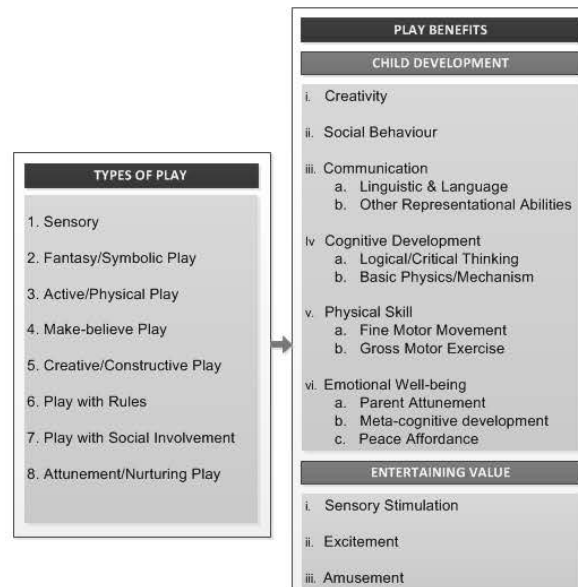 TYPES OF PLAY
1. Sensory
2. Fantasy/Symbolic Play
3. Active/Physical Play
4. Make-believe Play
5. Creative/Constructive Play
6. Play with Rules
7. Play with Social Involvement
8. Attunement/Nurturing Play
PLAY BENEFITS
CHILD DEVELOPMENT
i. Creativity
ii. Social Behaviour
iii. Communication
a. Linguistic & Language
b. Other Representational Abilities
Iv Cognitive Development
a. Logical/Critical Thinking
b. Basic Physics/Mechanism
v. Physical Skill
a. Fine Motor Movement
b. Gross Motor Exercise
vi. Emotional Well-being
a. Parent Attunement
b. Meta-cognitive development
c. Peace Affordance
ENTERTAINING VALUE
i. Sensory Stimulation
ii. Excitement
iii. Amusement